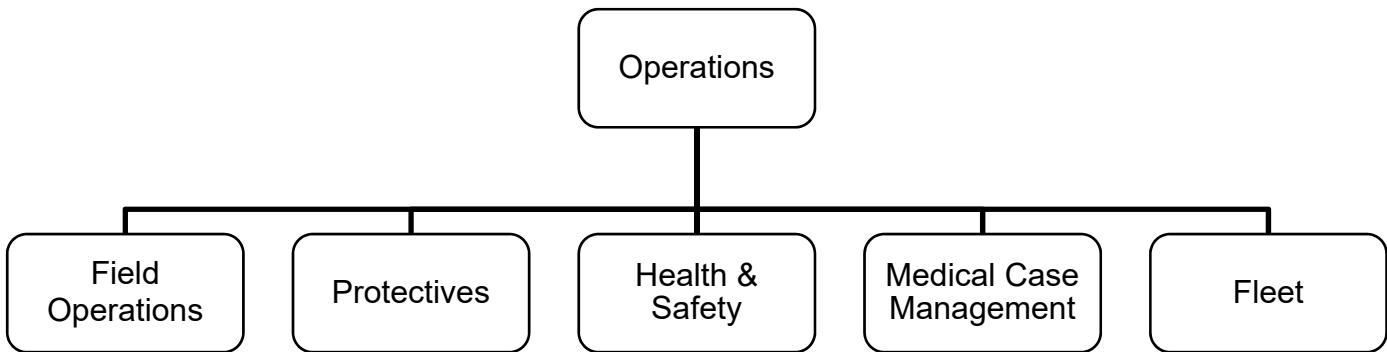 Operations
Field
Operations
Protectives
Health &
Safety
Medical Case
Management
Fleet